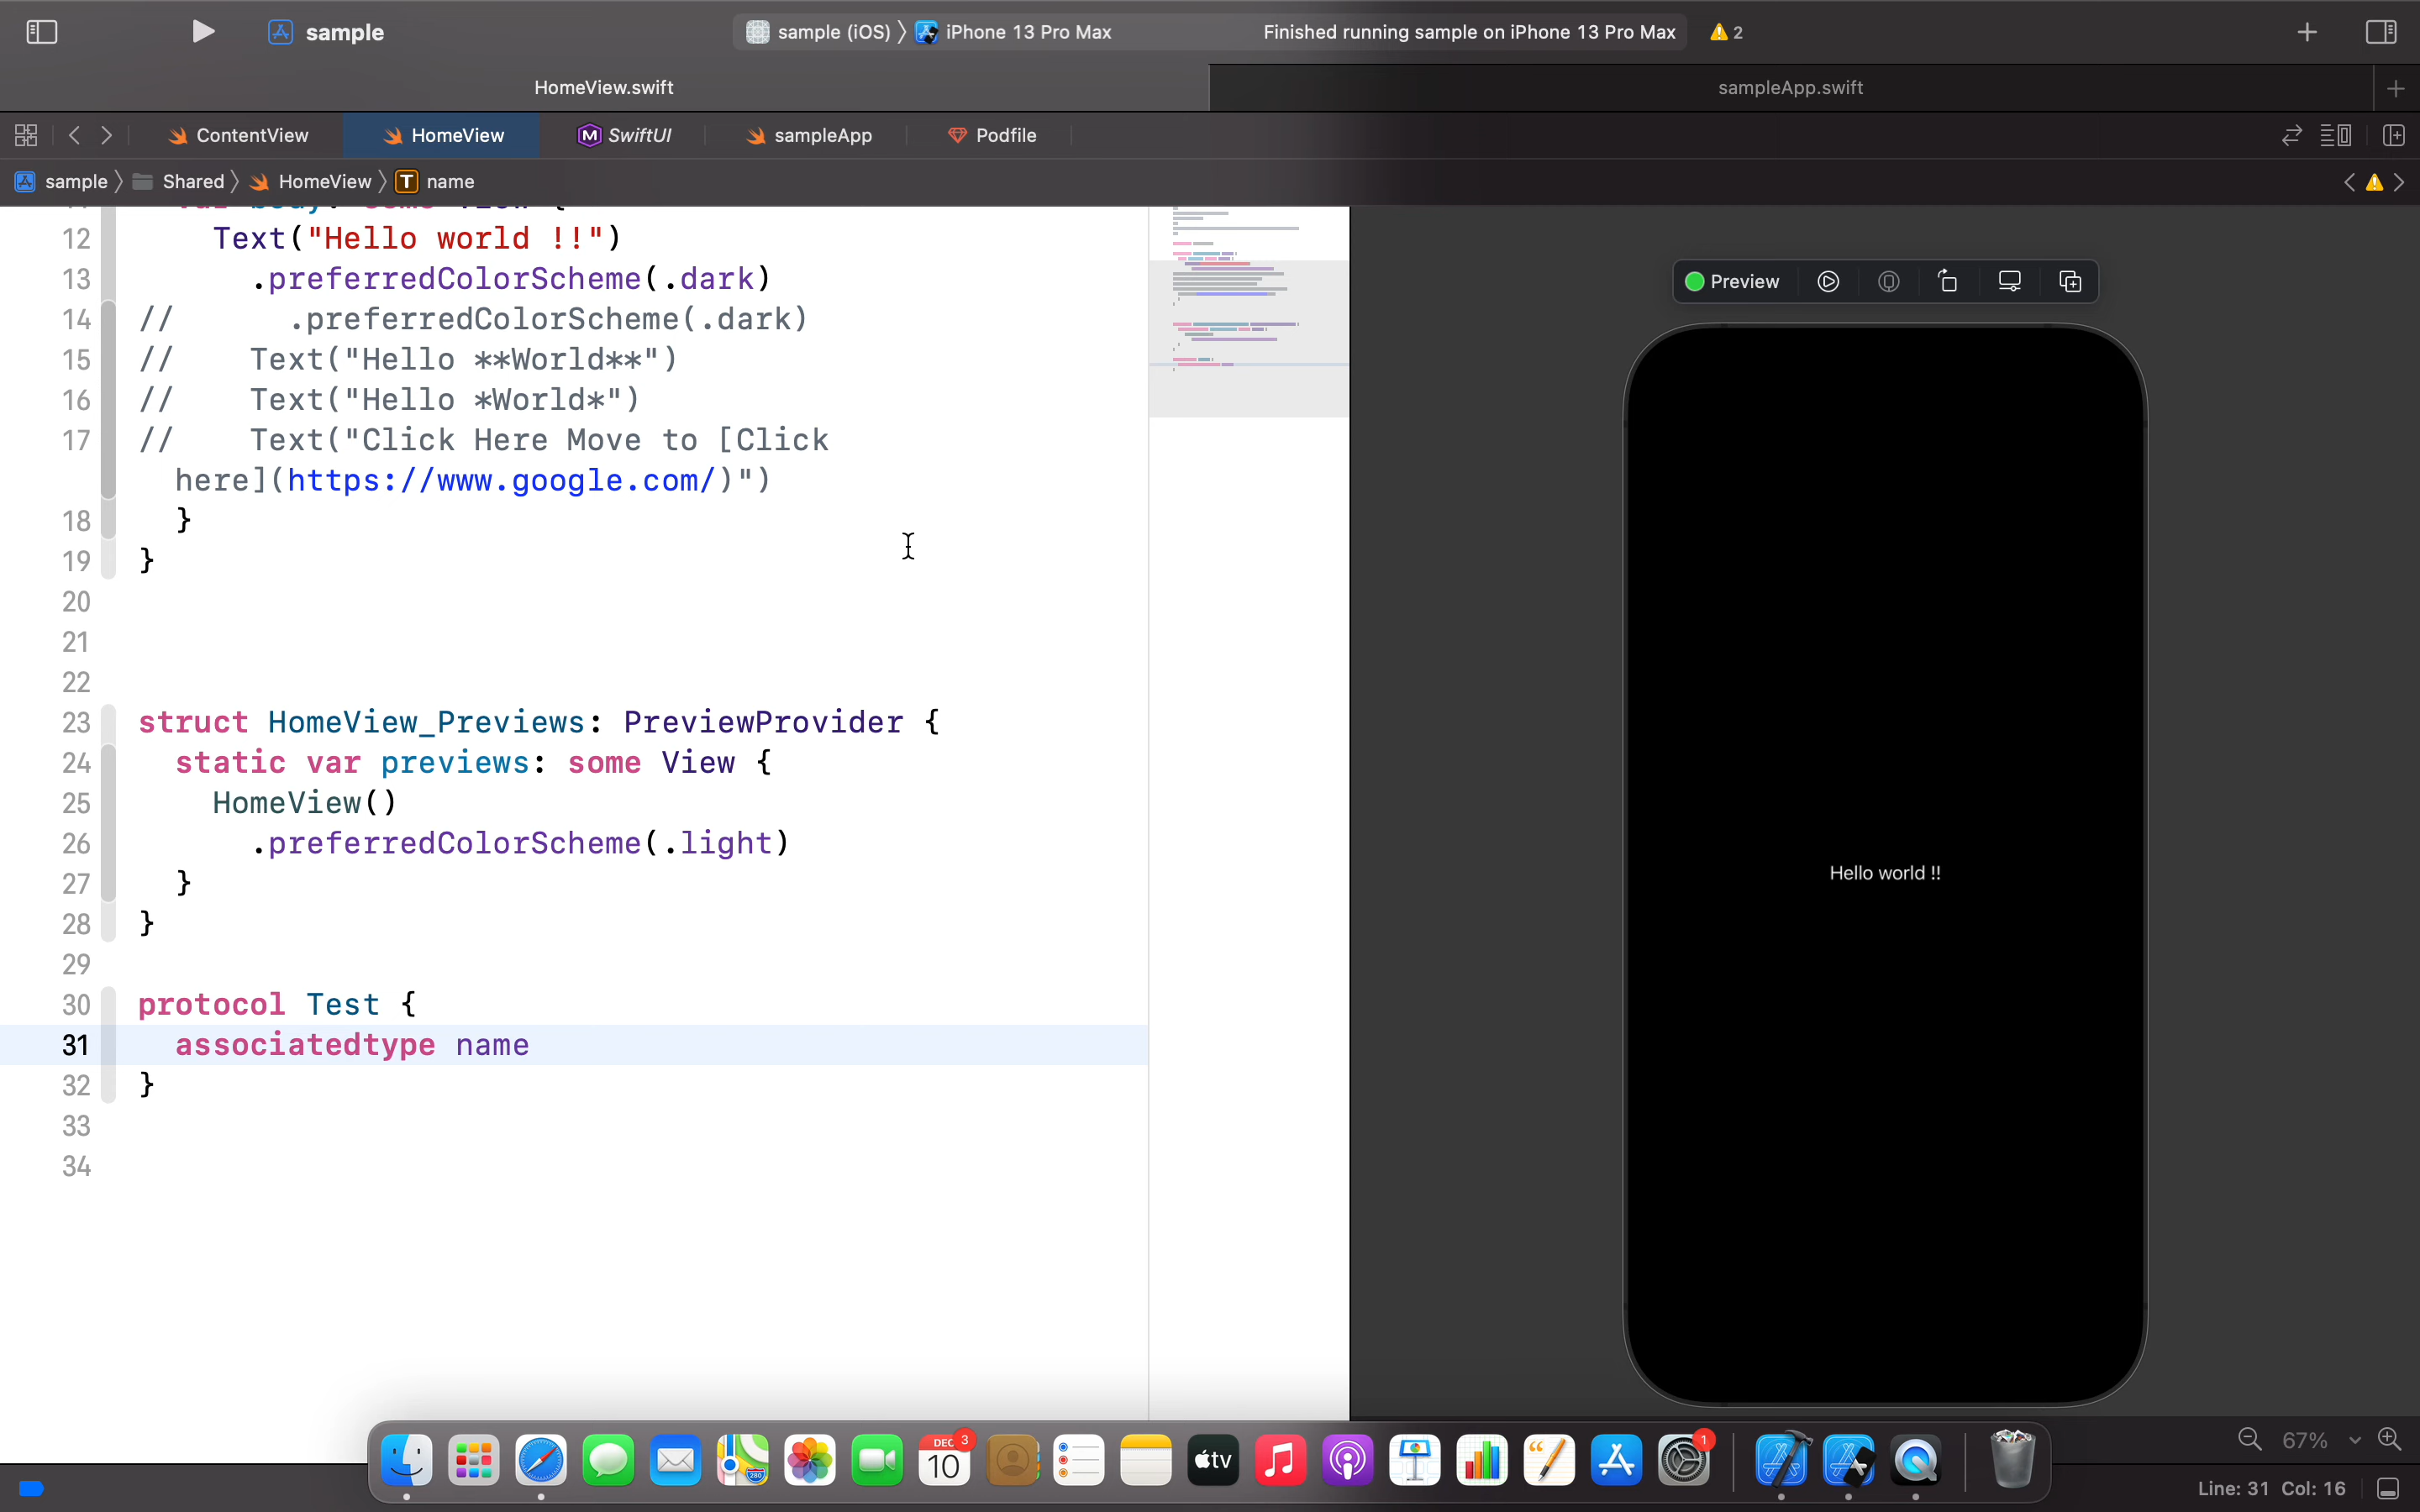 sample
sample (iOS) 〉 iPhone 13 Pro Max
Finished running sample on iPhone 13 Pro Max
2
HomeView.swift
sampleApp.swift
ContentView
HomeView
SwiftUI
sampleApp
Podfile
sample 〉 Shared 〉 HomeView 〉 T name
12 Text("Hello world !!")
13 .preferredColorScheme(.dark)
14 // .preferredColorScheme(.dark)
15 // Text("Hello **World**")
16 // Text("Hello *World*")
17 // Text("Click Here Move to [Click
here](https://www.google.com/)")
18 }
19 }
20
21
22
23 struct HomeView_Previews: PreviewProvider {
24 static var previews: some View {
25 HomeView()
26 .preferredColorScheme(.light)
27 }
28 }
29
30 protocol Test {
31 associatedtype name
32 }
33
34
Preview
Hello world !!
67%
DEC
10
3
280
tv
1
Line: 31 Col: 16